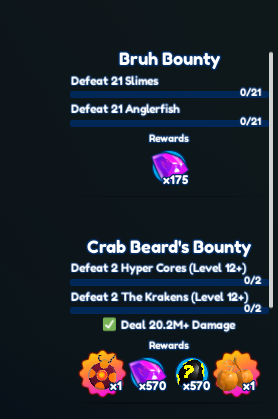 Bruh Bounty
Defeat 21 Slimes
0/21
Defeat 21 Anglerfish
0/21
Rewards
x175
Crab Beard's Bounty
Defeat 2 Hyper Cores (Level 12+)
0/2
Defeat 2 The Krakens (Level 12+)
0/2
✅ Deal 20.2M+ Damage
Rewards
x1 x570 x570 x1